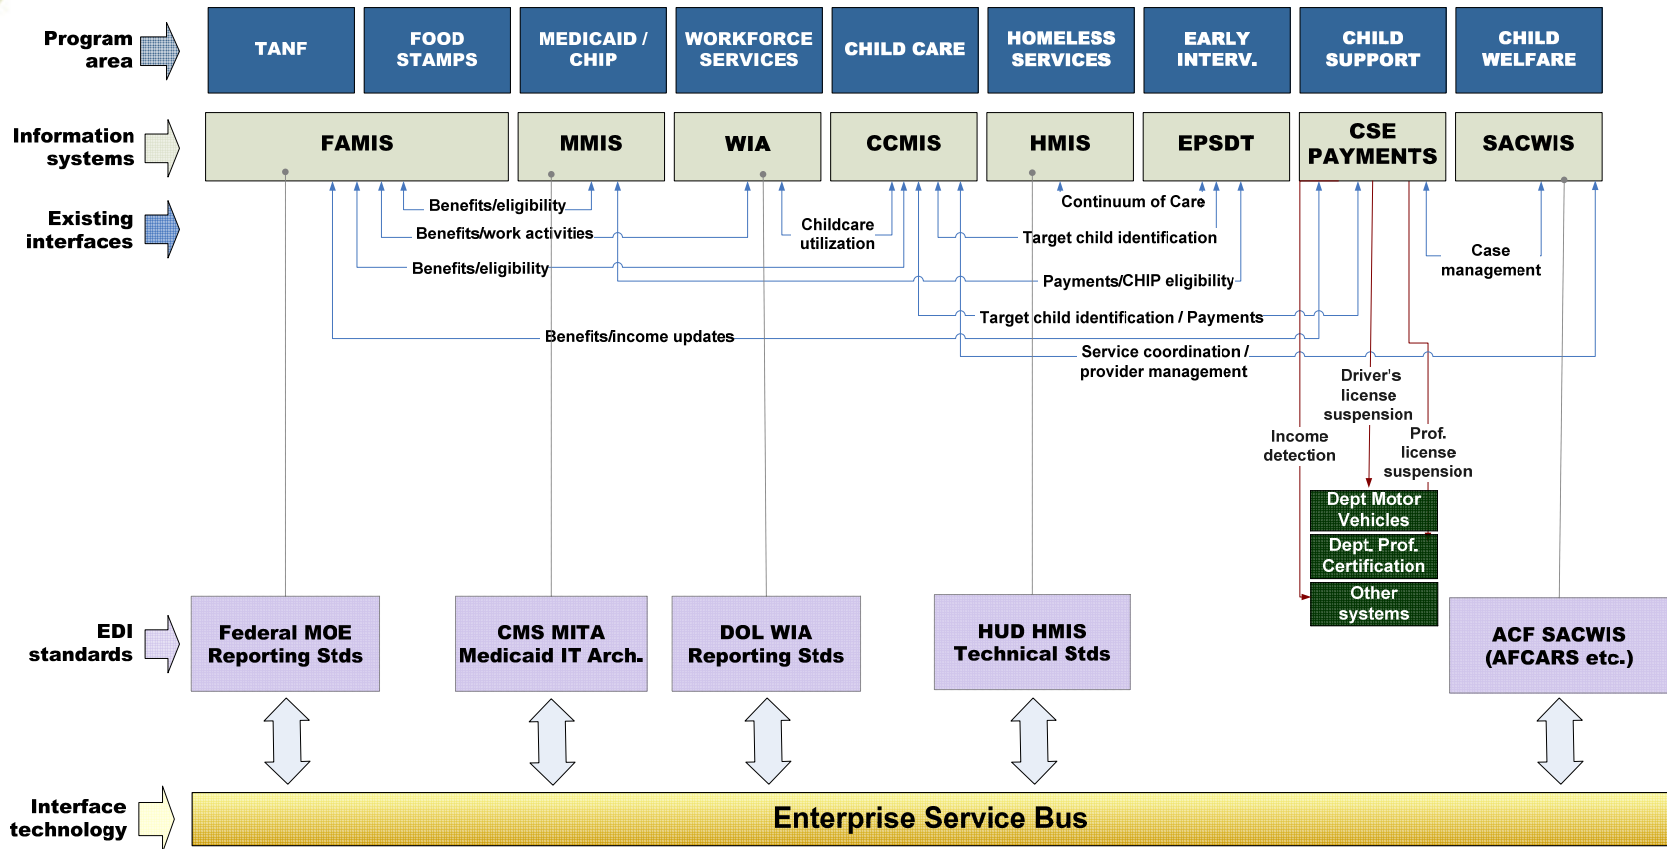 Program
area
TANF
FOOD
STAMPS
MEDICAID /
CHIP
WORKFORCE
SERVICES
CHILD CARE
HOMELESS
SERVICES
EARLY
INTERV.
CHILD
SUPPORT
CHILD
WELFARE
Information
systems
FAMIS
MMIS
WIA
CCMIS
HMIS
EPSDT
CSE
PAYMENTS
SACWIS
Existing
interfaces
Benefits/eligibility
Benefits/work activities
Benefits/eligibility
Childcare
utilization
Continuum of Care
Target child identification
Payments/CHIP eligibility
Case
management
Target child identification / Payments
Benefits/income updates
Service coordination /
provider management
Driver's
license
suspension
Income
detection
Prof.
license
suspension
Dept Motor
Vehicles
Dept. Prof.
Certification
Other
systems
EDI
standards
Federal MOE
Reporting Stds
CMS MITA
Medicaid IT Arch.
DOL WIA
Reporting Stds
HUD HMIS
Technical Stds
ACF SACWIS
(AFCARS etc.)
Interface
technology
Enterprise Service Bus